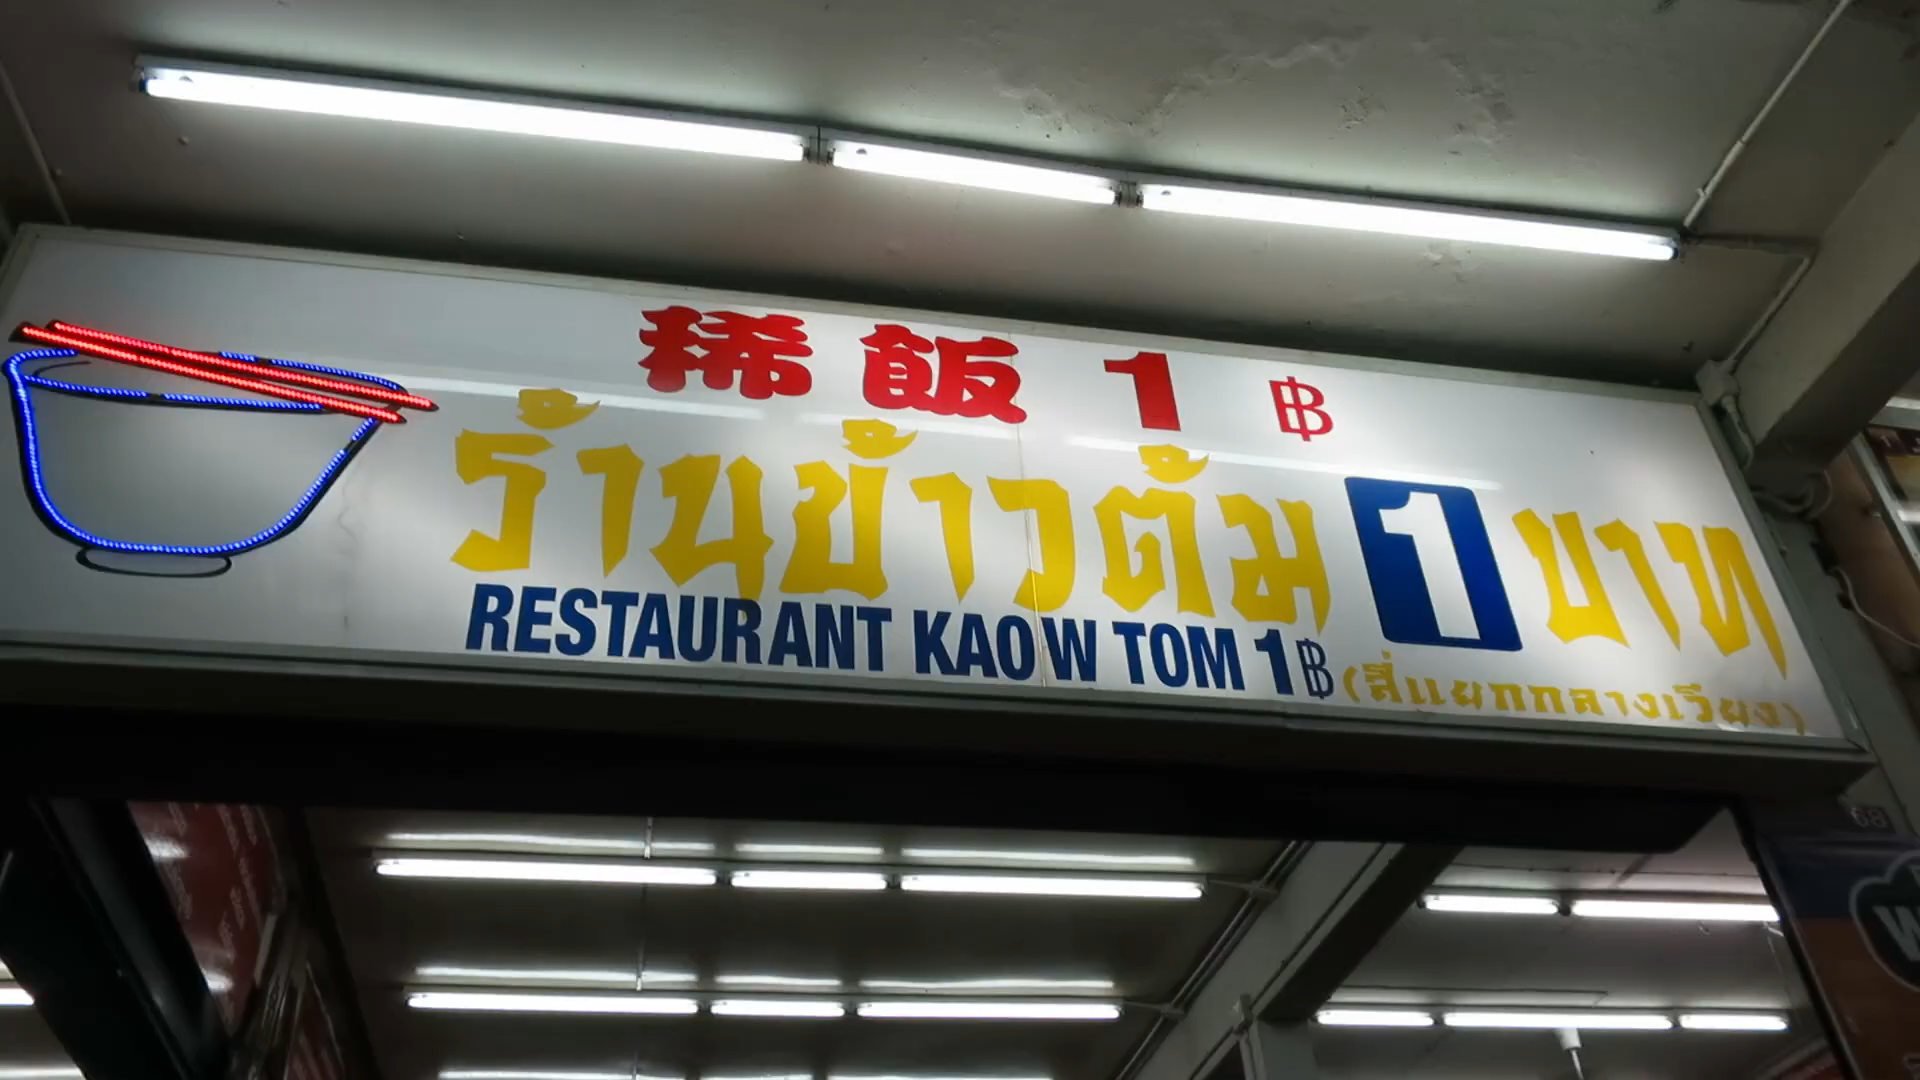 稀飯 1 ฿
ร้านข้าวต้ม 1 บาท
RESTAURANT KAOW TOM 1฿
(สี่แยกกลางเวียง)
68